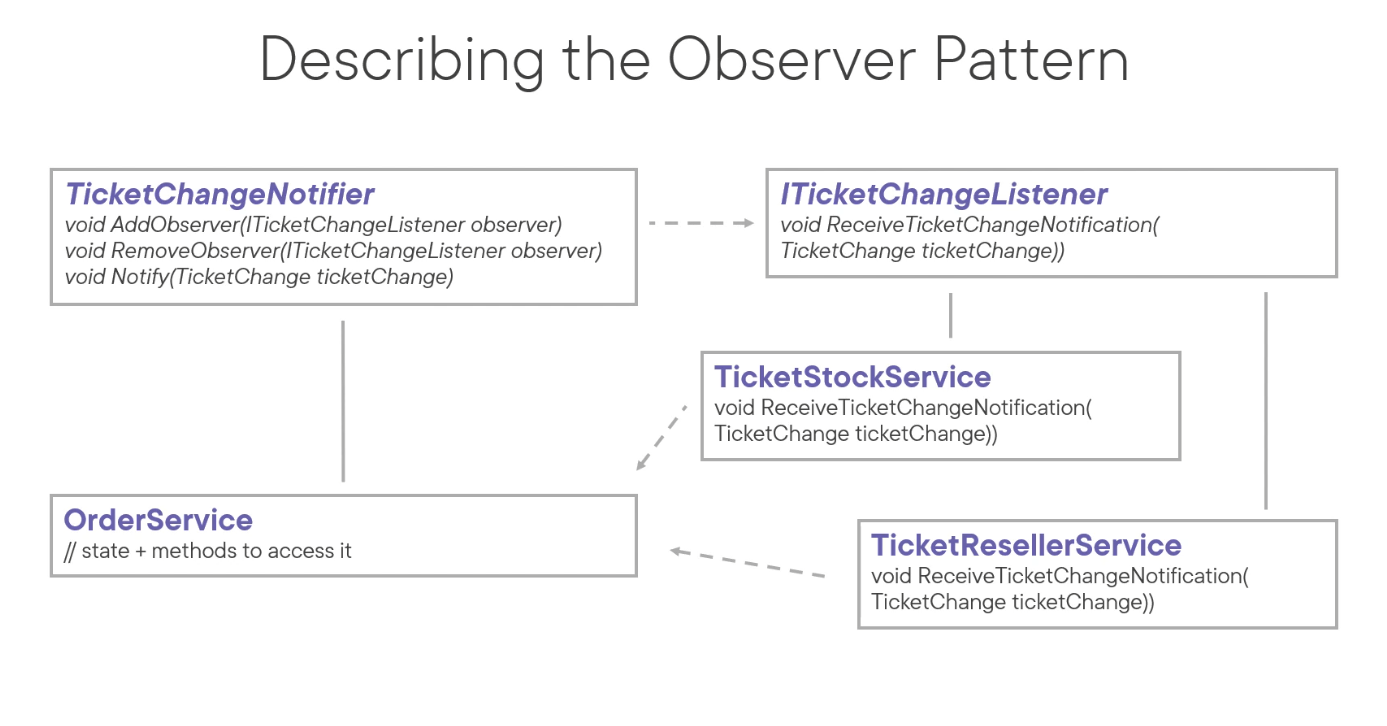 Describing the Observer Pattern
TicketChangeNotifier
void AddObserver(ITicketChangeListener observer)
void RemoveObserver(ITicketChangeListener observer)
void Notify(TicketChange ticketChange)
ITicketChangeListener
void ReceiveTicketChangeNotification(
TicketChange ticketChange))
TicketStockService
void ReceiveTicketChangeNotification(
TicketChange ticketChange))
OrderService
// state + methods to access it
TicketResellerService
void ReceiveTicketChangeNotification(
TicketChange ticketChange))